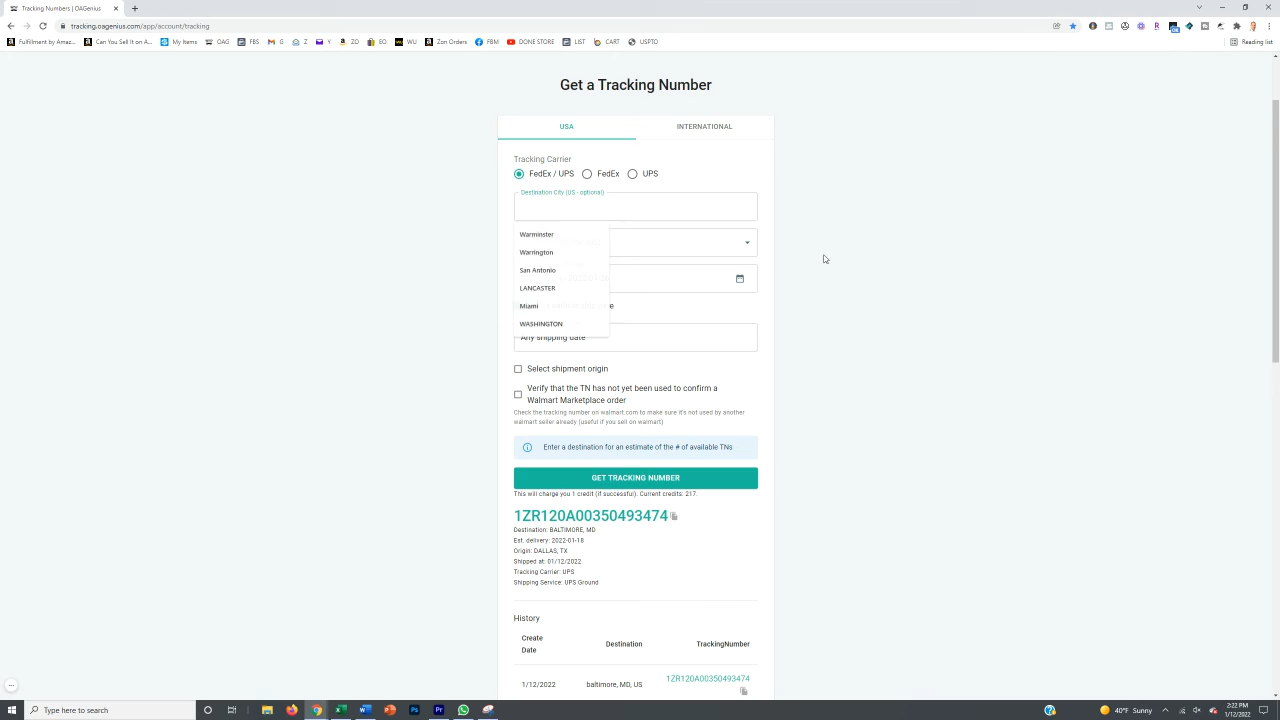 Tracking Numbers | OAGenius
tracking.oagenius.com/app/account/tracking
Fulfillment by Amaz... Can You Sell It on A... My Items OAG FBS G Z Y ZO EO WU Zon Orders FBM DONE STORE LIST CART USPTO Reading list
Get a Tracking Number
USA INTERNATIONAL
Tracking Carrier
FedEx / UPS FedEx UPS
Destination City (US - optional)
Warminster
Warrington
San Antonio
LANCASTER
Miami
WASHINGTON
Any shipping date
Select shipment origin
Verify that the TN has not yet been used to confirm a
Walmart Marketplace order
Check the tracking number on walmart.com to make sure it's not used by another
walmart seller already (useful if you sell on walmart)
Enter a destination for an estimate of the # of available TNs
GET TRACKING NUMBER
This will charge you 1 credit (if successful). Current credits: 217.
1ZR120A00350493474
Destination: BALTIMORE, MD
Est. delivery: 2022-01-18
Origin: DALLAS, TX
Shipped at: 01/12/2022
Tracking Carrier: UPS
Shipping Service: UPS Ground
History
Create
Date
Destination
TrackingNumber
1/12/2022 baltimore, MD, US 1ZR120A00350493474
Type here to search
40°F Sunny
2:22 PM
1/12/2022